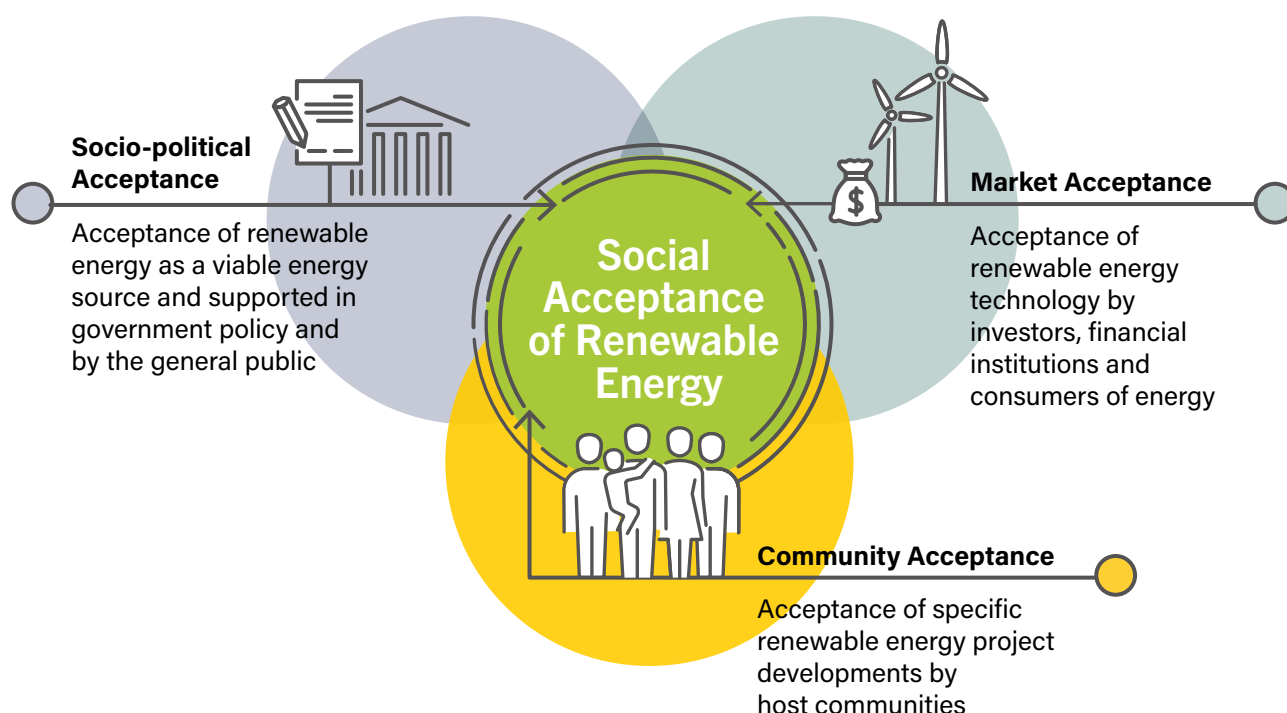 Socio-political
Acceptance
Acceptance of renewable
energy as a viable energy
source and supported in
government policy and
by the general public
$
Market Acceptance
Acceptance of
renewable energy
technology by
investors, financial
institutions and
consumers of energy
Social
Acceptance
of Renewable
Energy
Community Acceptance
Acceptance of specific
renewable energy project
developments by
host communities